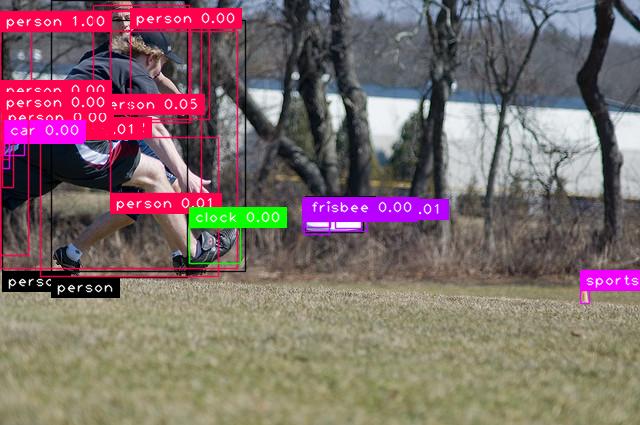 person 1.00
person 0.00
person 0.00
person 0.00
erson 0.05
car 0.00
.01
person 0.01
clock 0.00
frisbee 0.00
.01
sports
perso
person